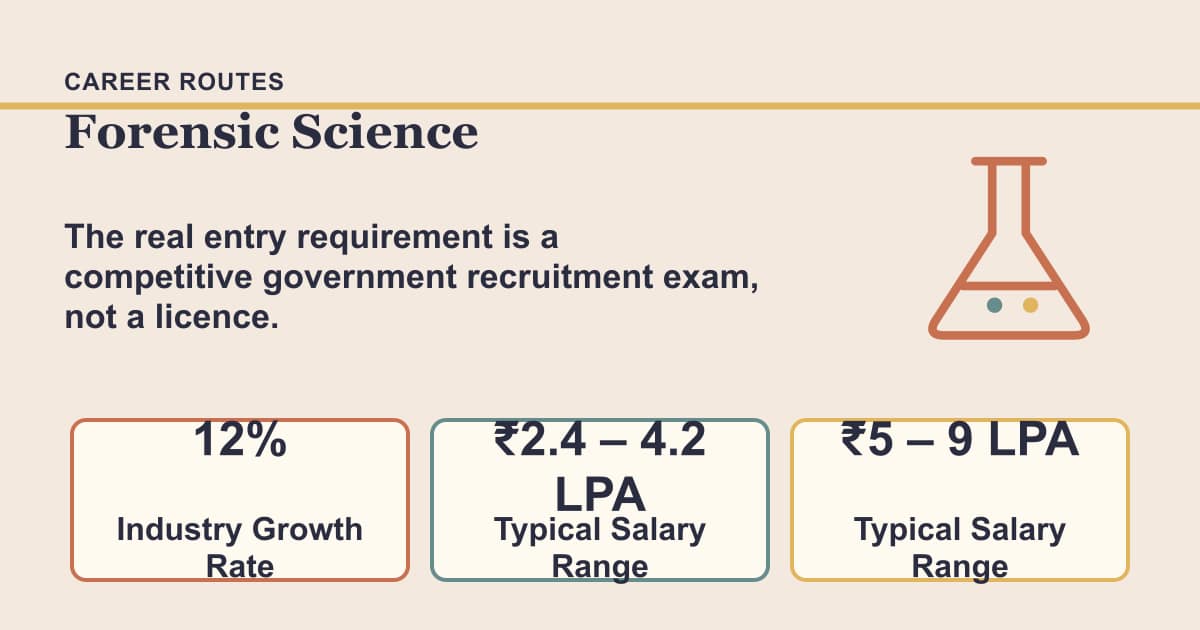 CAREER ROUTES
Forensic Science
The real entry requirement is a
competitive government recruitment exam,
not a licence.
12%
Industry Growth
Rate
₹2.4 – 4.2
LPA
Typical Salary
Range
₹5 – 9 LPA
Typical Salary
Range